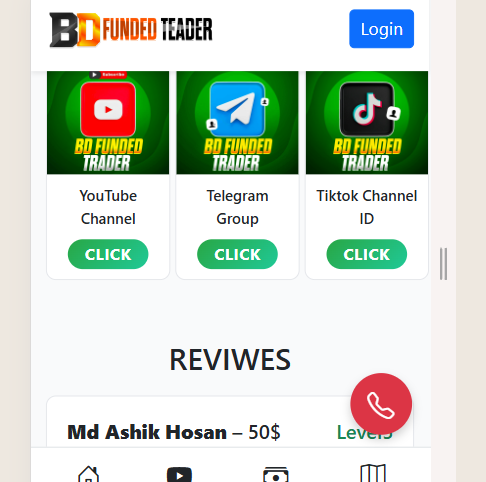 BD FUNDED TEADER
Login
Subscribe
BD FUNDED
TRADER
BD FUNDED
TRADER
BD FUNDED
TRADER
YouTube
Channel
Telegram
Group
Tiktok Channel
ID
CLICK
CLICK
CLICK
REVIWES
Md Ashik Hosan – 50$